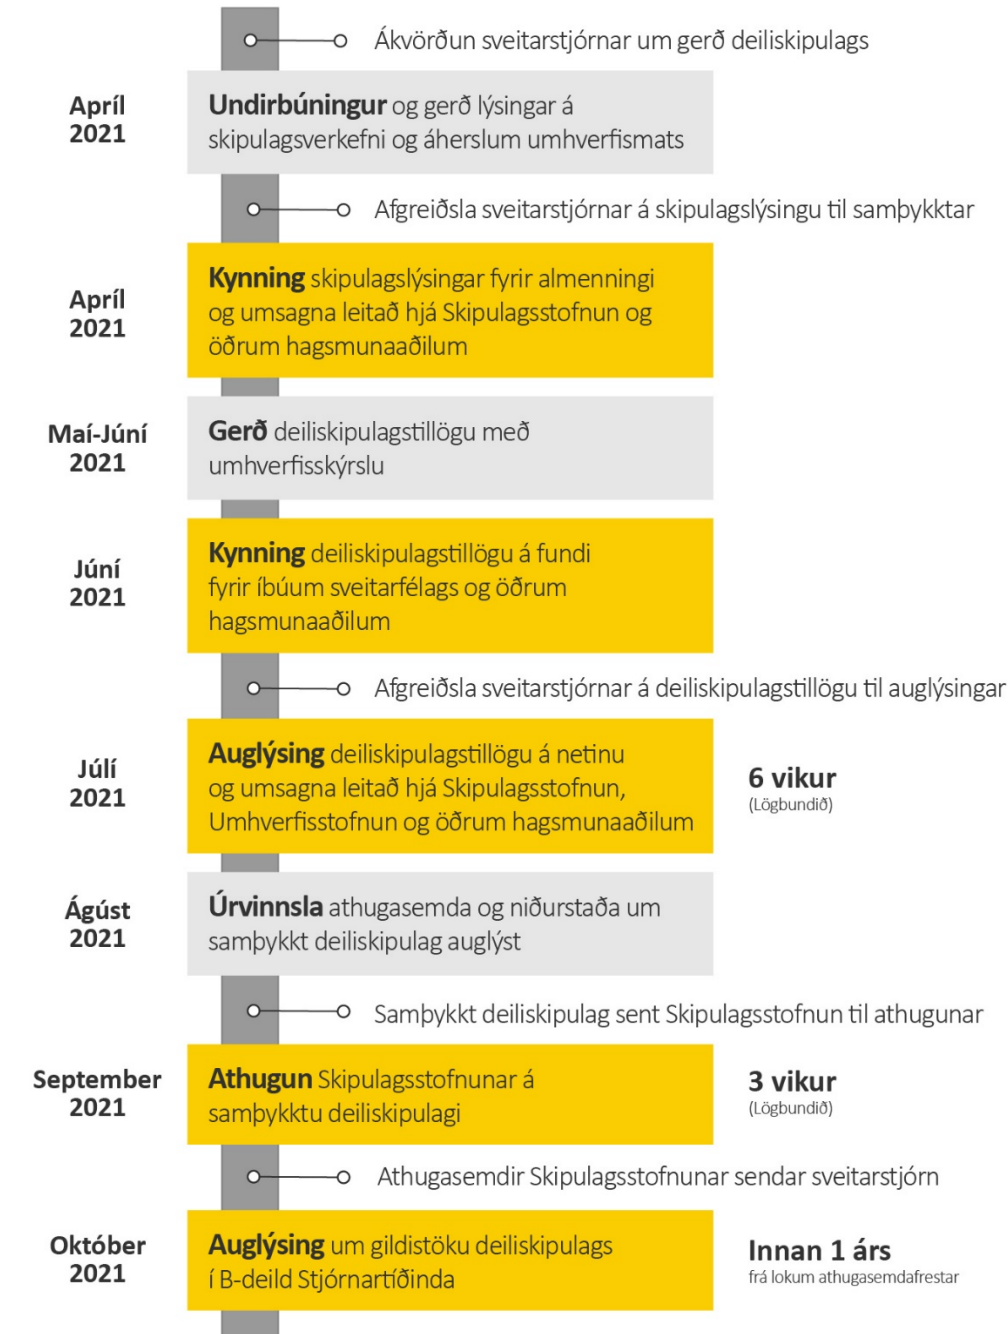 Ákvörðun sveitarstjórnar um gerð deiliskipulags
Apríl
2021
Undirbúningur og gerð lýsingar á
skipulagsverkefni og áherslum umhverfismats
Afgreiðsla sveitarstjórnar á skipulagslýsingu til samþykktar
Apríl
2021
Kynning skipulagslýsingar fyrir almenningi
og umsagna leitað hjá Skipulagsstofnun og
öðrum hagsmunaaðilum
Maí-Júní
2021
Gerð deiliskipulagstillögu með
umhverfisskýrslu
Júní
2021
Kynning deiliskipulagstillögu á fundi
fyrir íbúum sveitarfélags og öðrum
hagsmunaaðilum
Afgreiðsla sveitarstjórnar á deiliskipulagstillögu til auglýsingar
Júlí
2021
Auglýsing deiliskipulagstillögu á netinu
og umsagna leitað hjá Skipulagsstofnun,
Umhverfisstofnun og öðrum hagsmunaaðilum
6 vikur
(Lögbundið)
Ágúst
2021
Úrvinnsla athugasemda og niðurstaða um
samþykkt deiliskipulag auglýst
Samþykkt deiliskipulag sent Skipulagsstofnun til athugunar
September
2021
Athugun Skipulagsstofnunar á
samþykktu deiliskipulagi
3 vikur
(Lögbundið)
Athugasemdir Skipulagsstofnunar sendar sveitarstjórn
Október
2021
Auglýsing um gildistöku deiliskipulags
í B-deild Stjórnartíðinda
Innan 1 árs
frá lokum athugasemdafrestar